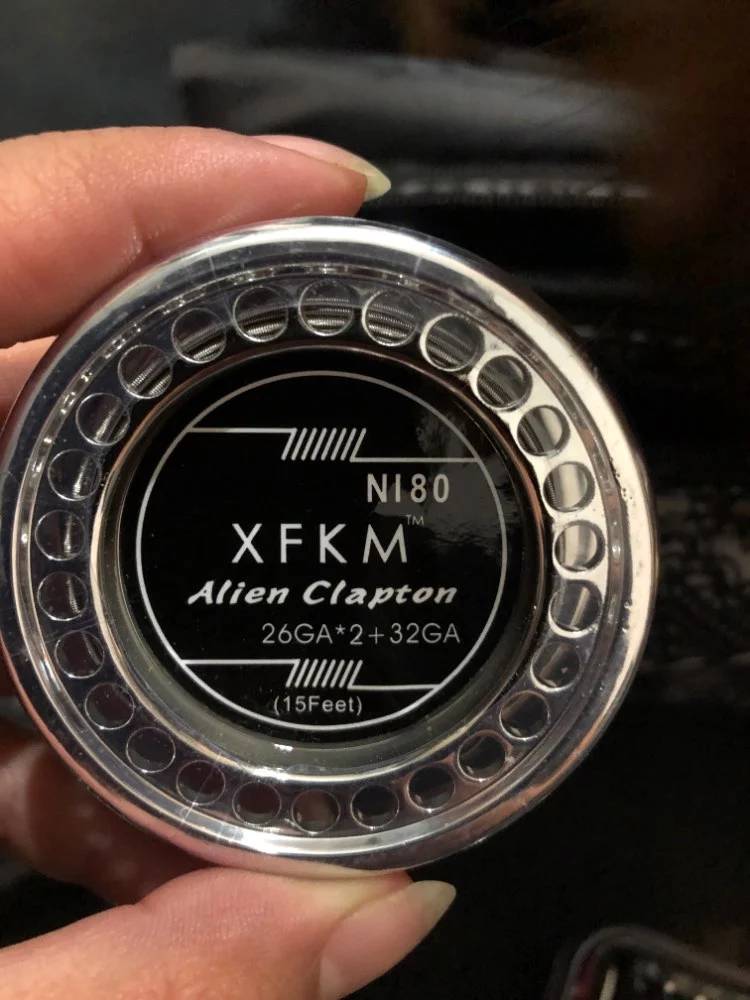 NI80
XFKM™
Alien Clapton
26GA*2+32GA
(15Feet)